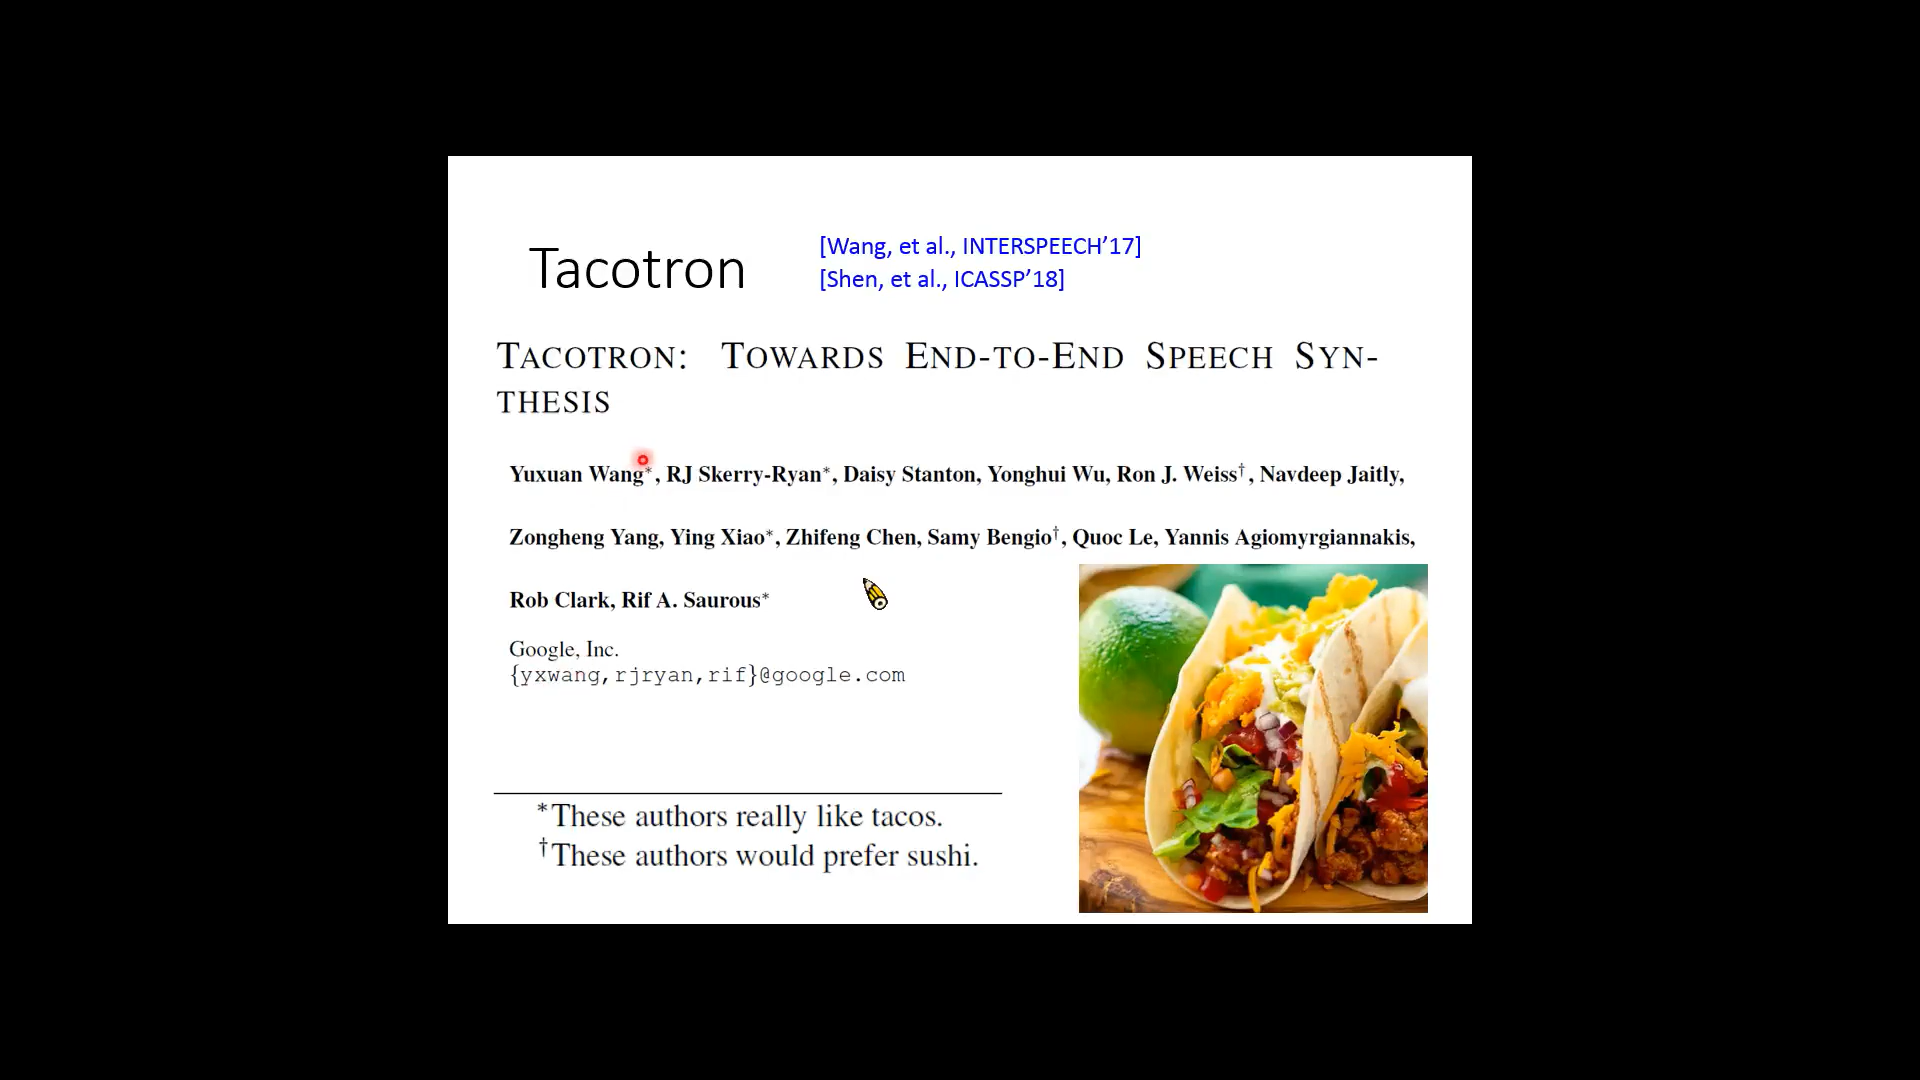 Tacotron
[Wang, et al., INTERSPEECH’17]
[Shen, et al., ICASSP’18]
TACOTRON: TOWARDS END-TO-END SPEECH SYN-
THESIS
Yuxuan Wang*, RJ Skerry-Ryan*, Daisy Stanton, Yonghui Wu, Ron J. Weiss†, Navdeep Jaitly,
Zongheng Yang, Ying Xiao*, Zhifeng Chen, Samy Bengio†, Quoc Le, Yannis Agiomyrgiannakis,
Rob Clark, Rif A. Saurous*
Google, Inc.
{yxwang,rjryan,rif}@google.com
*These authors really like tacos.
†These authors would prefer sushi.